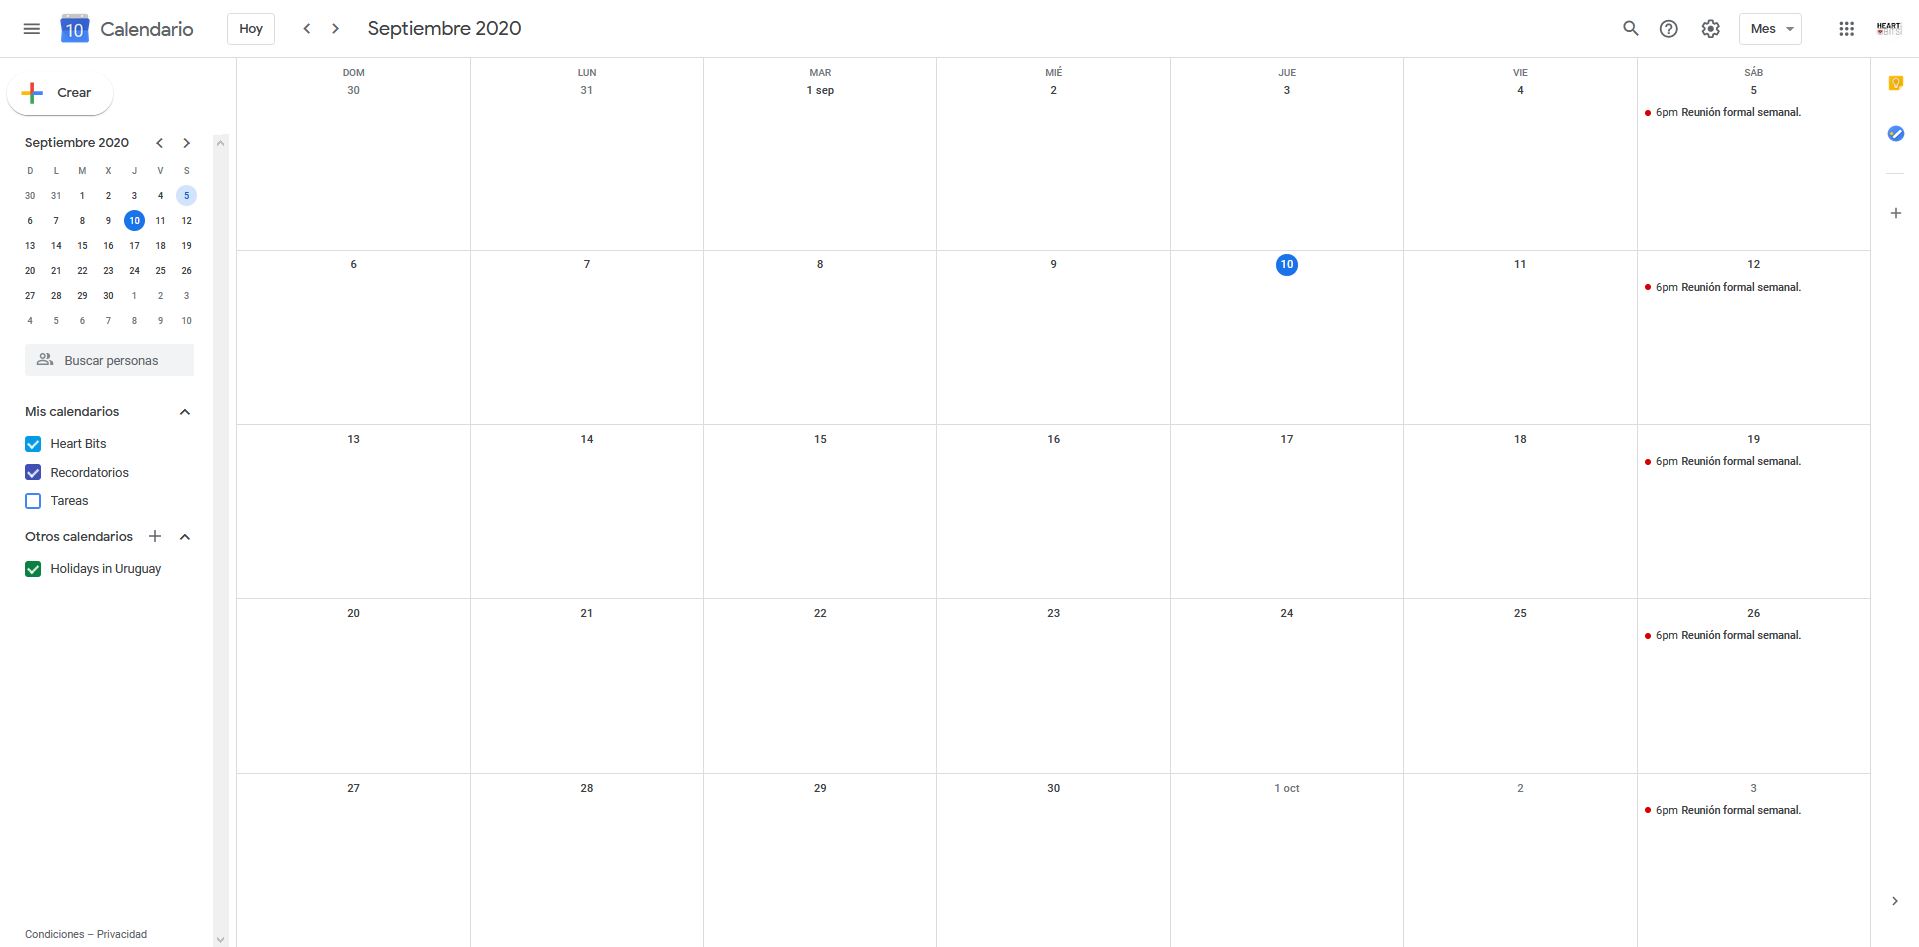 10 Calendario Hoy Septiembre 2020 Mes HEART BITS!
Crear
Septiembre 2020
D L M X J V S
30 31 1 2 3 4 5
6 7 8 9 10 11 12
13 14 15 16 17 18 19
20 21 22 23 24 25 26
27 28 29 30 1 2 3
4 5 6 7 8 9 10
Buscar personas
Mis calendarios
Heart Bits
Recordatorios
Tareas
Otros calendarios
Holidays in Uruguay
Condiciones – Privacidad
DOM LUN MAR MIÉ JUE VIE SÁB
30 31 1 sep 2 3 4 5
6pm Reunión formal semanal.
6 7 8 9 10 11 12
6pm Reunión formal semanal.
13 14 15 16 17 18 19
6pm Reunión formal semanal.
20 21 22 23 24 25 26
6pm Reunión formal semanal.
27 28 29 30 1 oct 2 3
6pm Reunión formal semanal.